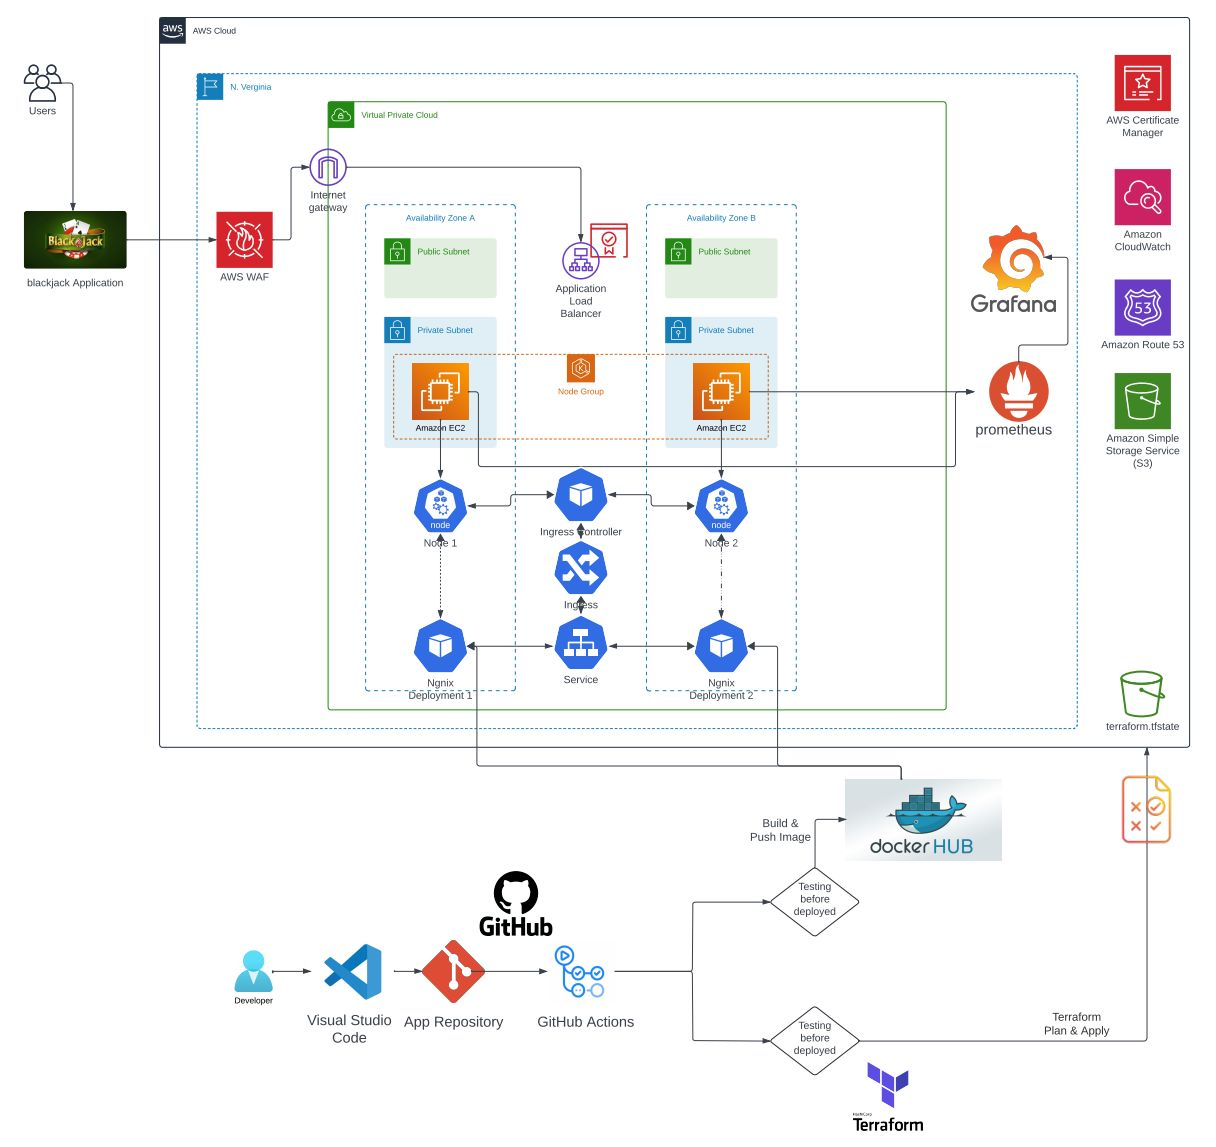 aws
AWS Cloud
N. Verginia
Virtual Private Cloud
Users
BlackJack
blackjack Application
AWS WAF
Internet
gateway
Availability Zone A
Public Subnet
Private Subnet
Amazon EC2
Application
Load
Balancer
Node Group
Availability Zone B
Public Subnet
Private Subnet
Amazon EC2
Grafana
prometheus
AWS Certificate
Manager
Amazon
CloudWatch
53
Amazon Route 53
Amazon Simple
Storage Service
(S3)
node
Node 1
Ingress Controller
node
Node 2
Ingress
Ngnix
Deployment 1
Service
Ngnix
Deployment 2
terraform.tfstate
Build &
Push Image
docker HUB
Testing
before
deployed
GitHub
Developer
Visual Studio
Code
App Repository
GitHub Actions
Testing
before
deployed
Terraform
Plan & Apply
HashiCorp
Terraform